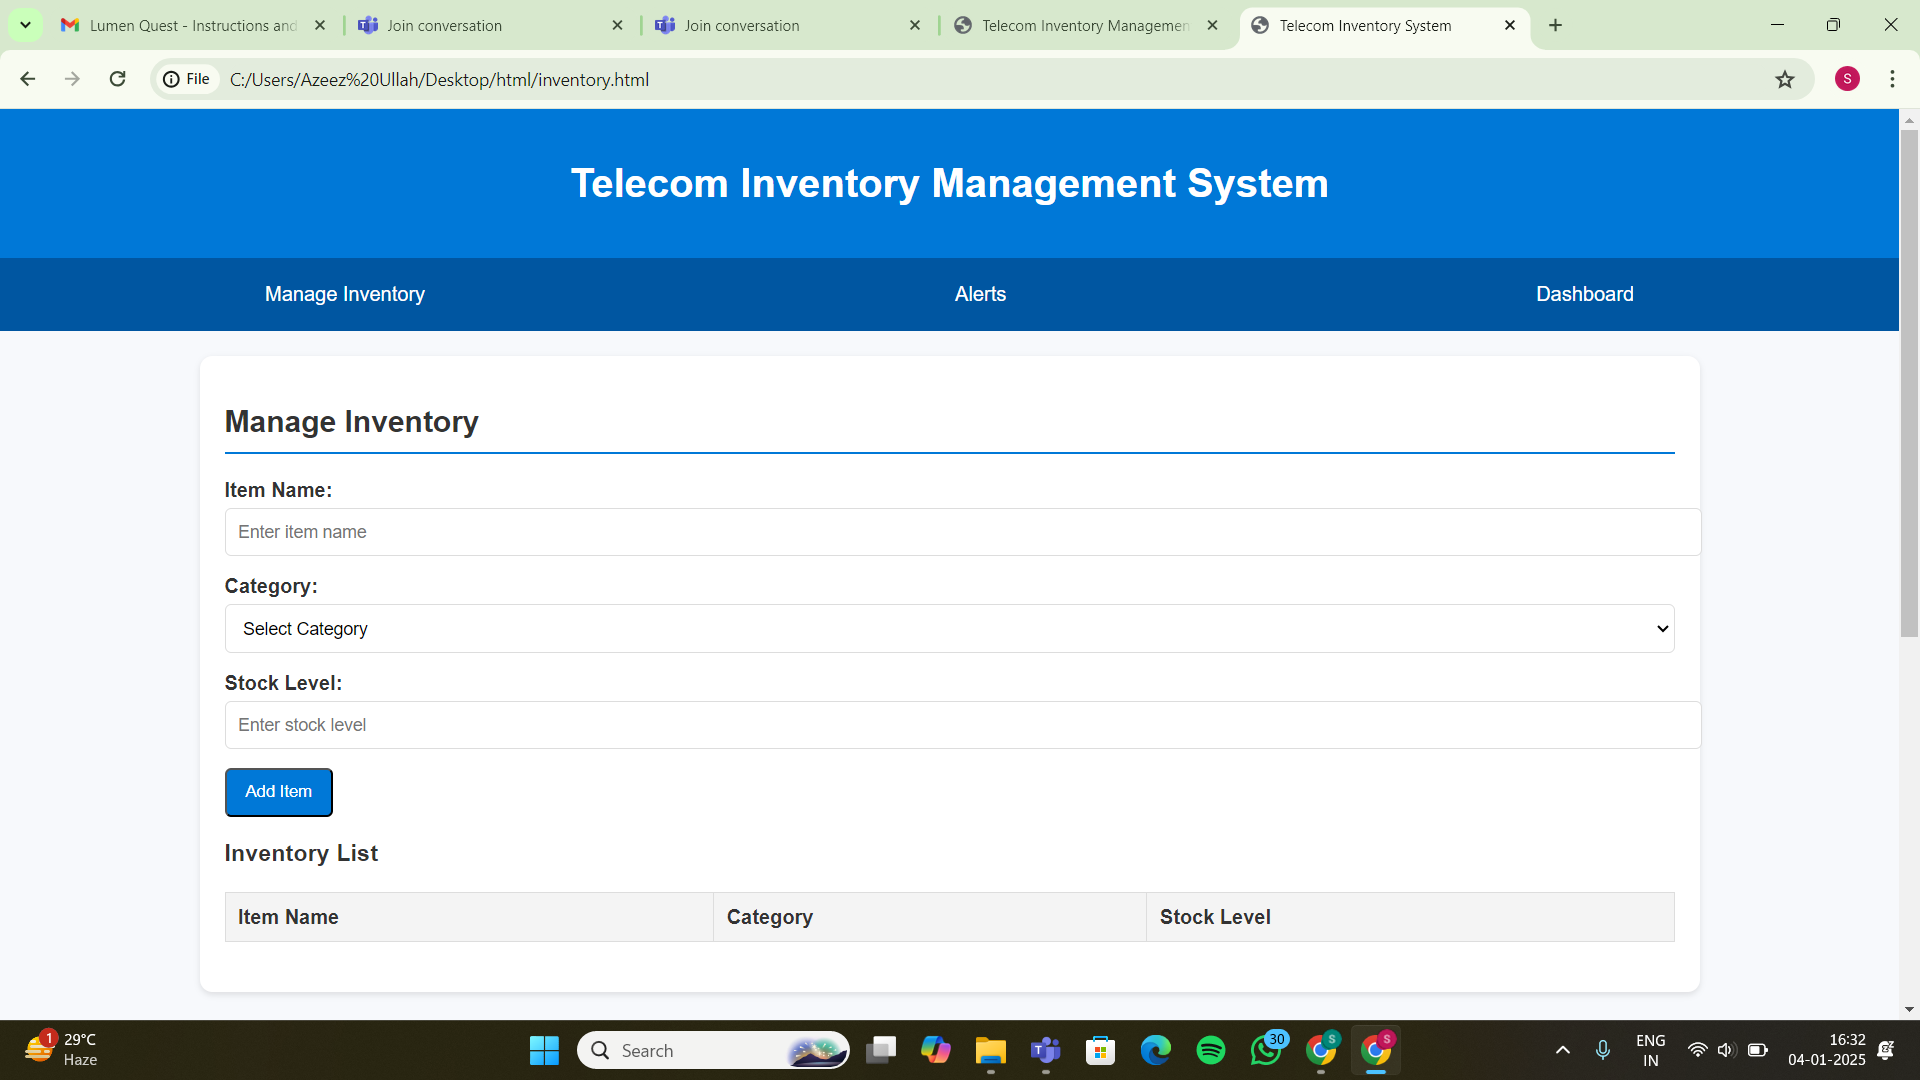 Lumen Quest - Instructions and
Join conversation
Join conversation
Telecom Inventory Managemen
Telecom Inventory System
File
C:/Users/Azeez%20Ullah/Desktop/html/inventory.html
S
Telecom Inventory Management System
Manage Inventory
Alerts
Dashboard
Manage Inventory
Item Name:
Enter item name
Category:
Select Category
Stock Level:
Enter stock level
Add Item
Inventory List
Item Name
Category
Stock Level
1
29°C
Haze
Search
30
S
S
ENG
IN
16:32
04-01-2025